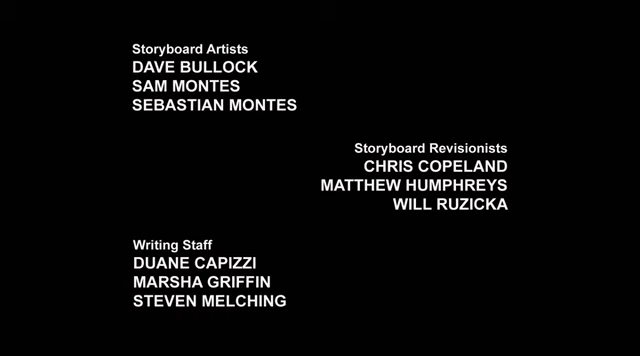 Storyboard Artists
DAVE BULLOCK
SAM MONTES
SEBASTIAN MONTES
Storyboard Revisionists
CHRIS COPELAND
MATTHEW HUMPHREYS
WILL RUZICKA
Writing Staff
DUANE CAPIZZI
MARSHA GRIFFIN
STEVEN MELCHING